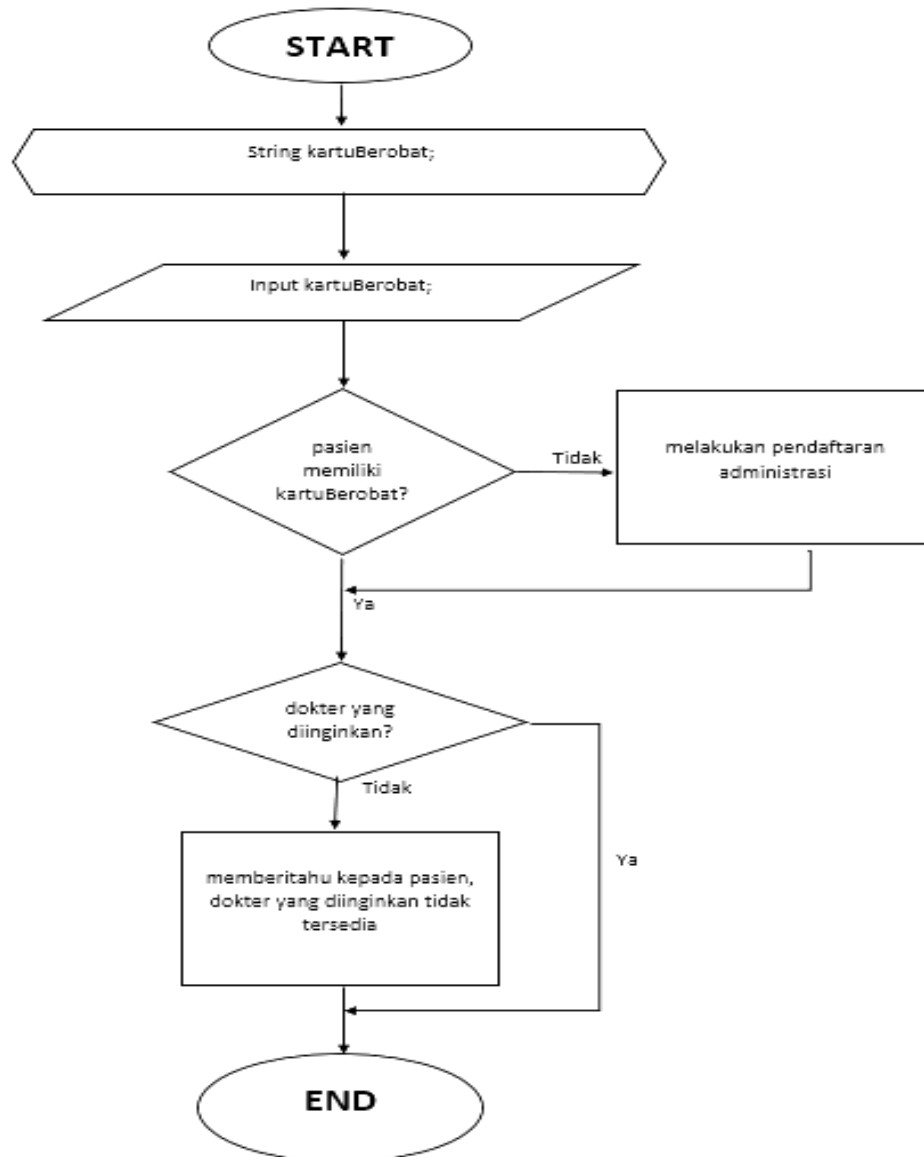 START
String kartuBerobat;
Input kartuBerobat;
pasien
memiliki
kartuBerobat?
Tidak
melakukan pendaftaran
administrasi
Ya
dokter yang
diinginkan?
Tidak
memberitahu kepada pasien,
dokter yang diinginkan tidak
tersedia
Ya
END